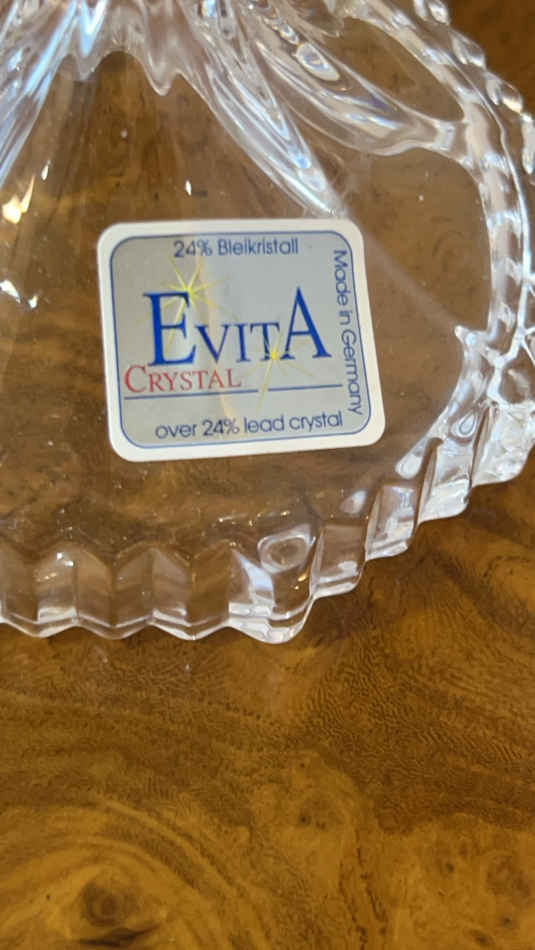 24% Bleikristall
Made in Germany
EVITA
CRYSTAL
over 24% lead crystal